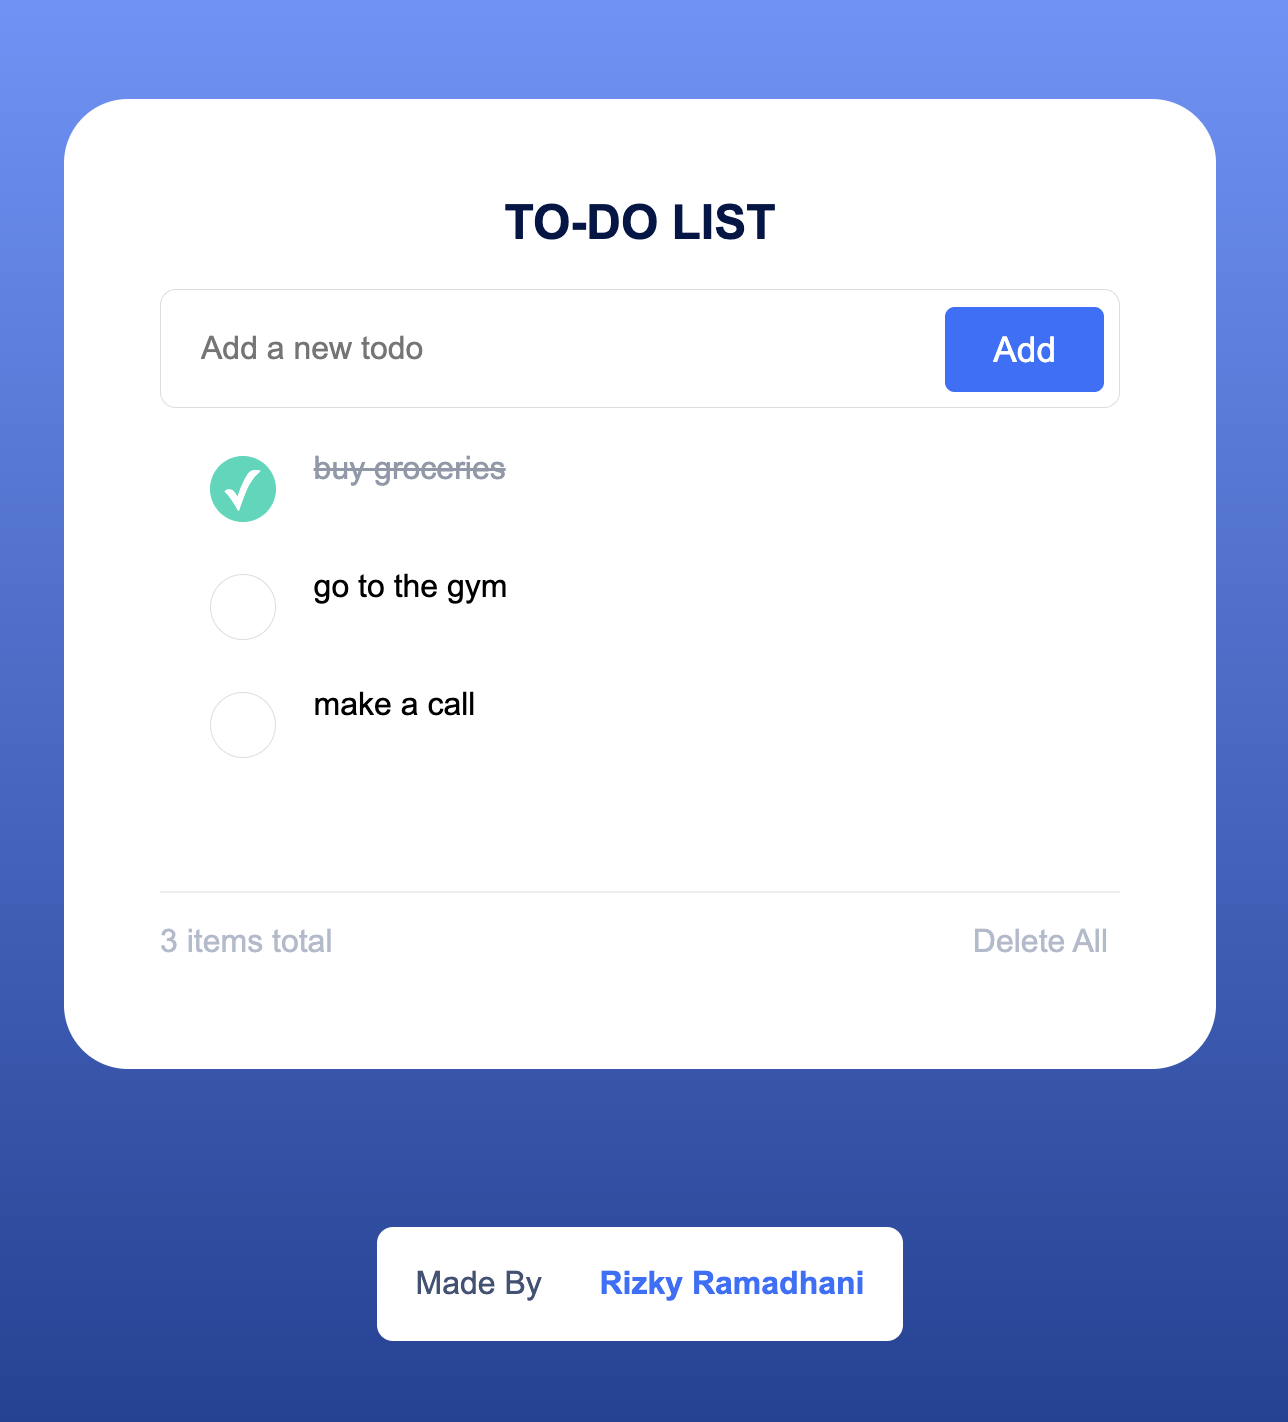 TO-DO LIST
Add a new todo
Add
buy groceries
go to the gym
make a call
3 items total
Delete All
Made By Rizky Ramadhani